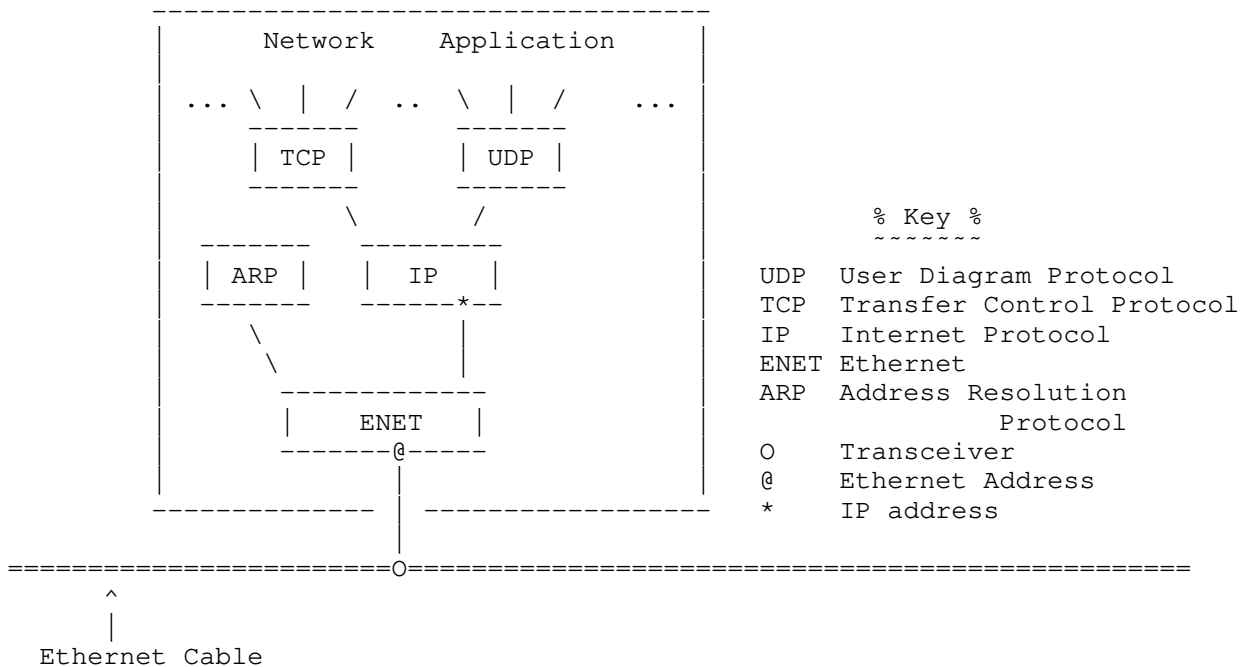 Network Application
... \ | / .. \ | / ...
| TCP | | UDP |
\ /
% Key %
~~~~~~~
| ARP | | IP |
UDP User Diagram Protocol
------*--
TCP Transfer Control Protocol
IP Internet Protocol
ENET Ethernet
ARP Address Resolution
Protocol
| ENET |
-------@-----
O Transceiver
@ Ethernet Address
* IP address
========================O=================================================
^
|
Ethernet Cable